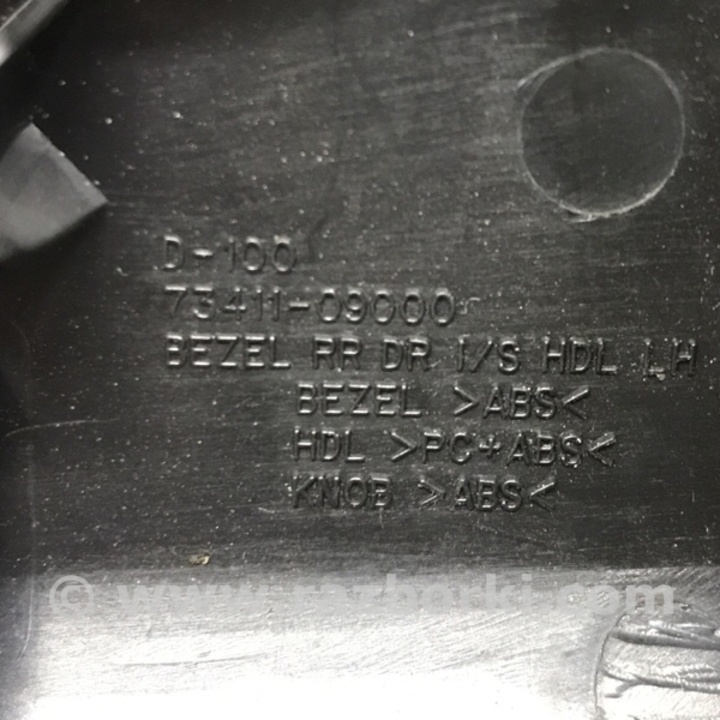 D-100
73411-09000
BEZEL RR DR I/S HDL LH
BEZEL >ABS<
HDL >PC+ABS<
KNOB >ABS<
© www.razborki.com